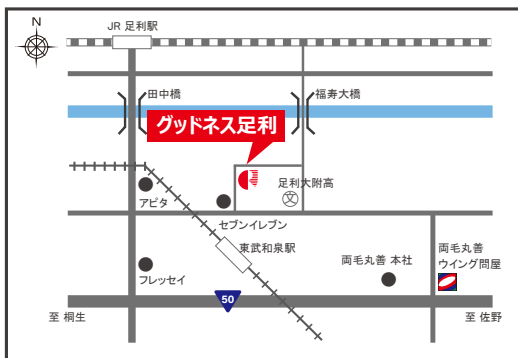 JR 足利駅
N
田中橋
福寿大橋
グッドネス足利
足利大附高
文
アピタ
セブンイレブン
東武和泉駅
両毛丸善 本社
両毛丸善
ウイング問屋
フレッセイ
50
至 桐生
至 佐野